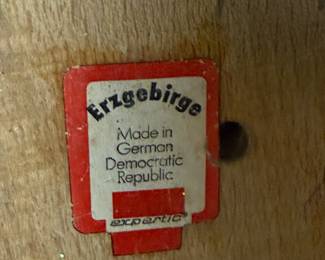 Erzgebirge
Made in
German
Democratic
Republic
expertic®